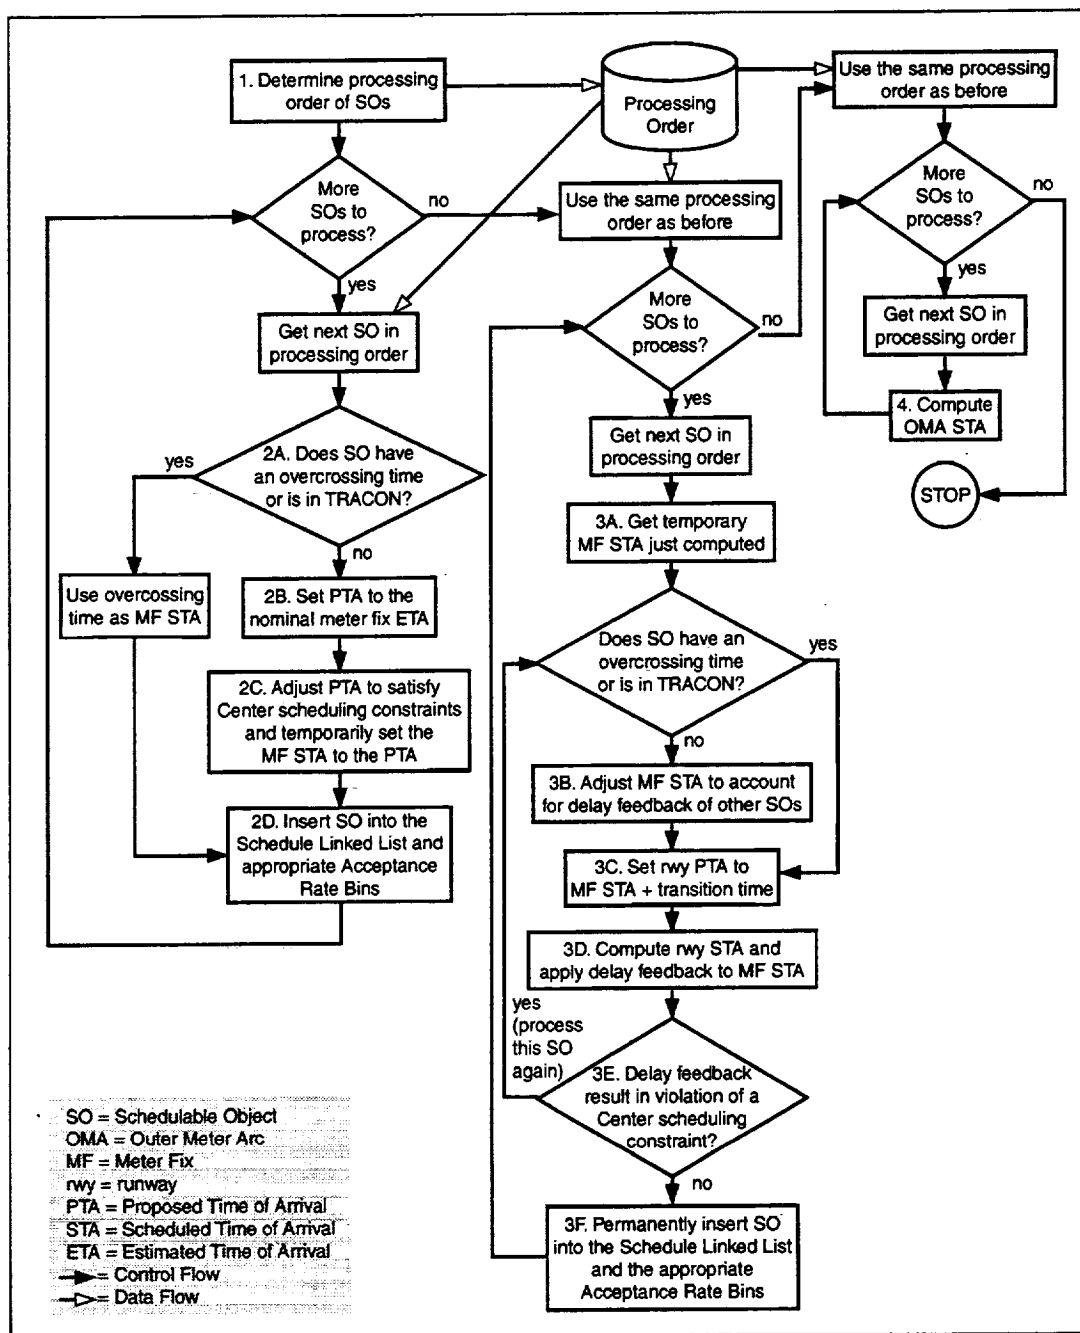 1. Determine processing
order of SOs
More
SOs to
process?
no
yes
Get next SO in
processing order
2A. Does SO have
an overcrossing time
or is in TRACON?
yes
no
Use overcossing
time as MF STA
2B. Set PTA to the
nominal meter fix ETA
2C. Adjust PTA to satisfy
Center scheduling constraints
and temporarily set the
MF STA to the PTA
2D. Insert SO into the
Schedule Linked List and
appropriate Acceptance
Rate Bins
Processing
Order
Use the same processing
order as before
More
SOs to
process?
no
yes
Get next SO in
processing order
3A. Get temporary
MF STA just computed
Does SO have an
overcrossing time
or is in TRACON?
yes
no
3B. Adjust MF STA to account
for delay feedback of other SOs
3C. Set rwy PTA to
MF STA + transition time
3D. Compute rwy STA and
apply delay feedback to MF STA
yes
(process
this SO
again)
3E. Delay feedback
result in violation of a
Center scheduling
constraint?
no
3F. Permanently insert SO
into the Schedule Linked List
and the appropriate
Acceptance Rate Bins
Use the same processing
order as before
More
SOs to
process?
no
yes
Get next SO in
processing order
4. Compute
OMA STA
STOP
SO = Schedulable Object
OMA = Outer Meter Arc
MF = Meter Fix
rwy = runway
PTA = Proposed Time of Arrival
STA = Scheduled Time of Arrival
ETA = Estimated Time of Arrival
= Control Flow
= Data Flow